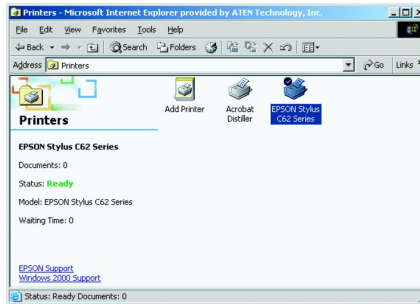 Printers - Microsoft Internet Explorer provided by ATEN Technology, Inc.
File Edit View Favorites Tools Help
Back Search Folders
Address Printers Go Links
Printers
Add Printer
Acrobat Distiller
EPSON Stylus C62 Series
EPSON Stylus C62 Series
Documents: 0
Status: Ready
Model: EPSON Stylus C62 Series
Waiting Time: 0
EPSON Support
Windows 2000 Support
Status: Ready Documents: 0